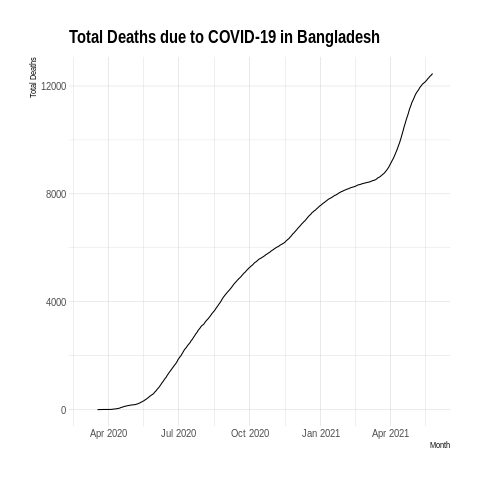 Total Deaths due to COVID-19 in Bangladesh
Total Deaths
12000
8000
4000
0
Apr 2020 Jul 2020 Oct 2020 Jan 2021 Apr 2021
Month